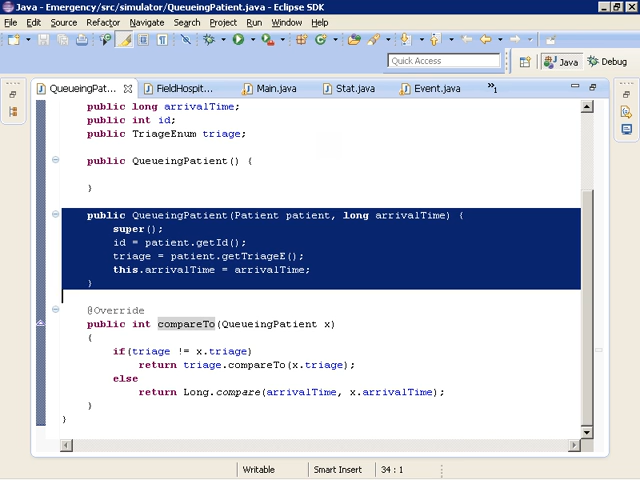 Java - Emergency/src/simulator/QueueingPatient.java - Eclipse SDK
File Edit Source Refactor Navigate Search Project Run Window Help
Quick Access
Java
Debug
QueueingPat...
FieldHospit...
Main.java
Stat.java
Event.java
»1
public long arrivalTime;
public int id;
public TriageEnum triage;
public QueueingPatient() {
}
public QueueingPatient(Patient patient, long arrivalTime) {
super();
id = patient.getId();
triage = patient.getTriageE();
this.arrivalTime = arrivalTime;
}
@Override
public int compareTo(QueueingPatient x)
{
if(triage != x.triage)
return triage.compareTo(x.triage);
else
return Long.compare(arrivalTime, x.arrivalTime);
}
}
Writable
Smart Insert
34 : 1